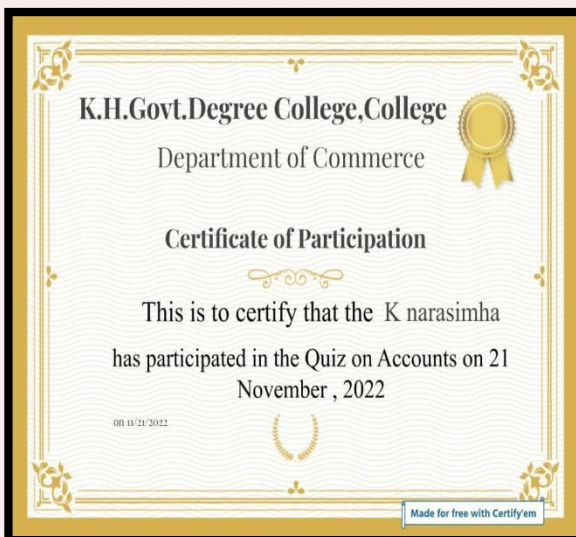 K.H.Govt.Degree College,College
Department of Commerce
Certificate of Participation
This is to certify that the K narasimha
has participated in the Quiz on Accounts on 21
November , 2022
on 11/21/2022
Made for free with Certify'em